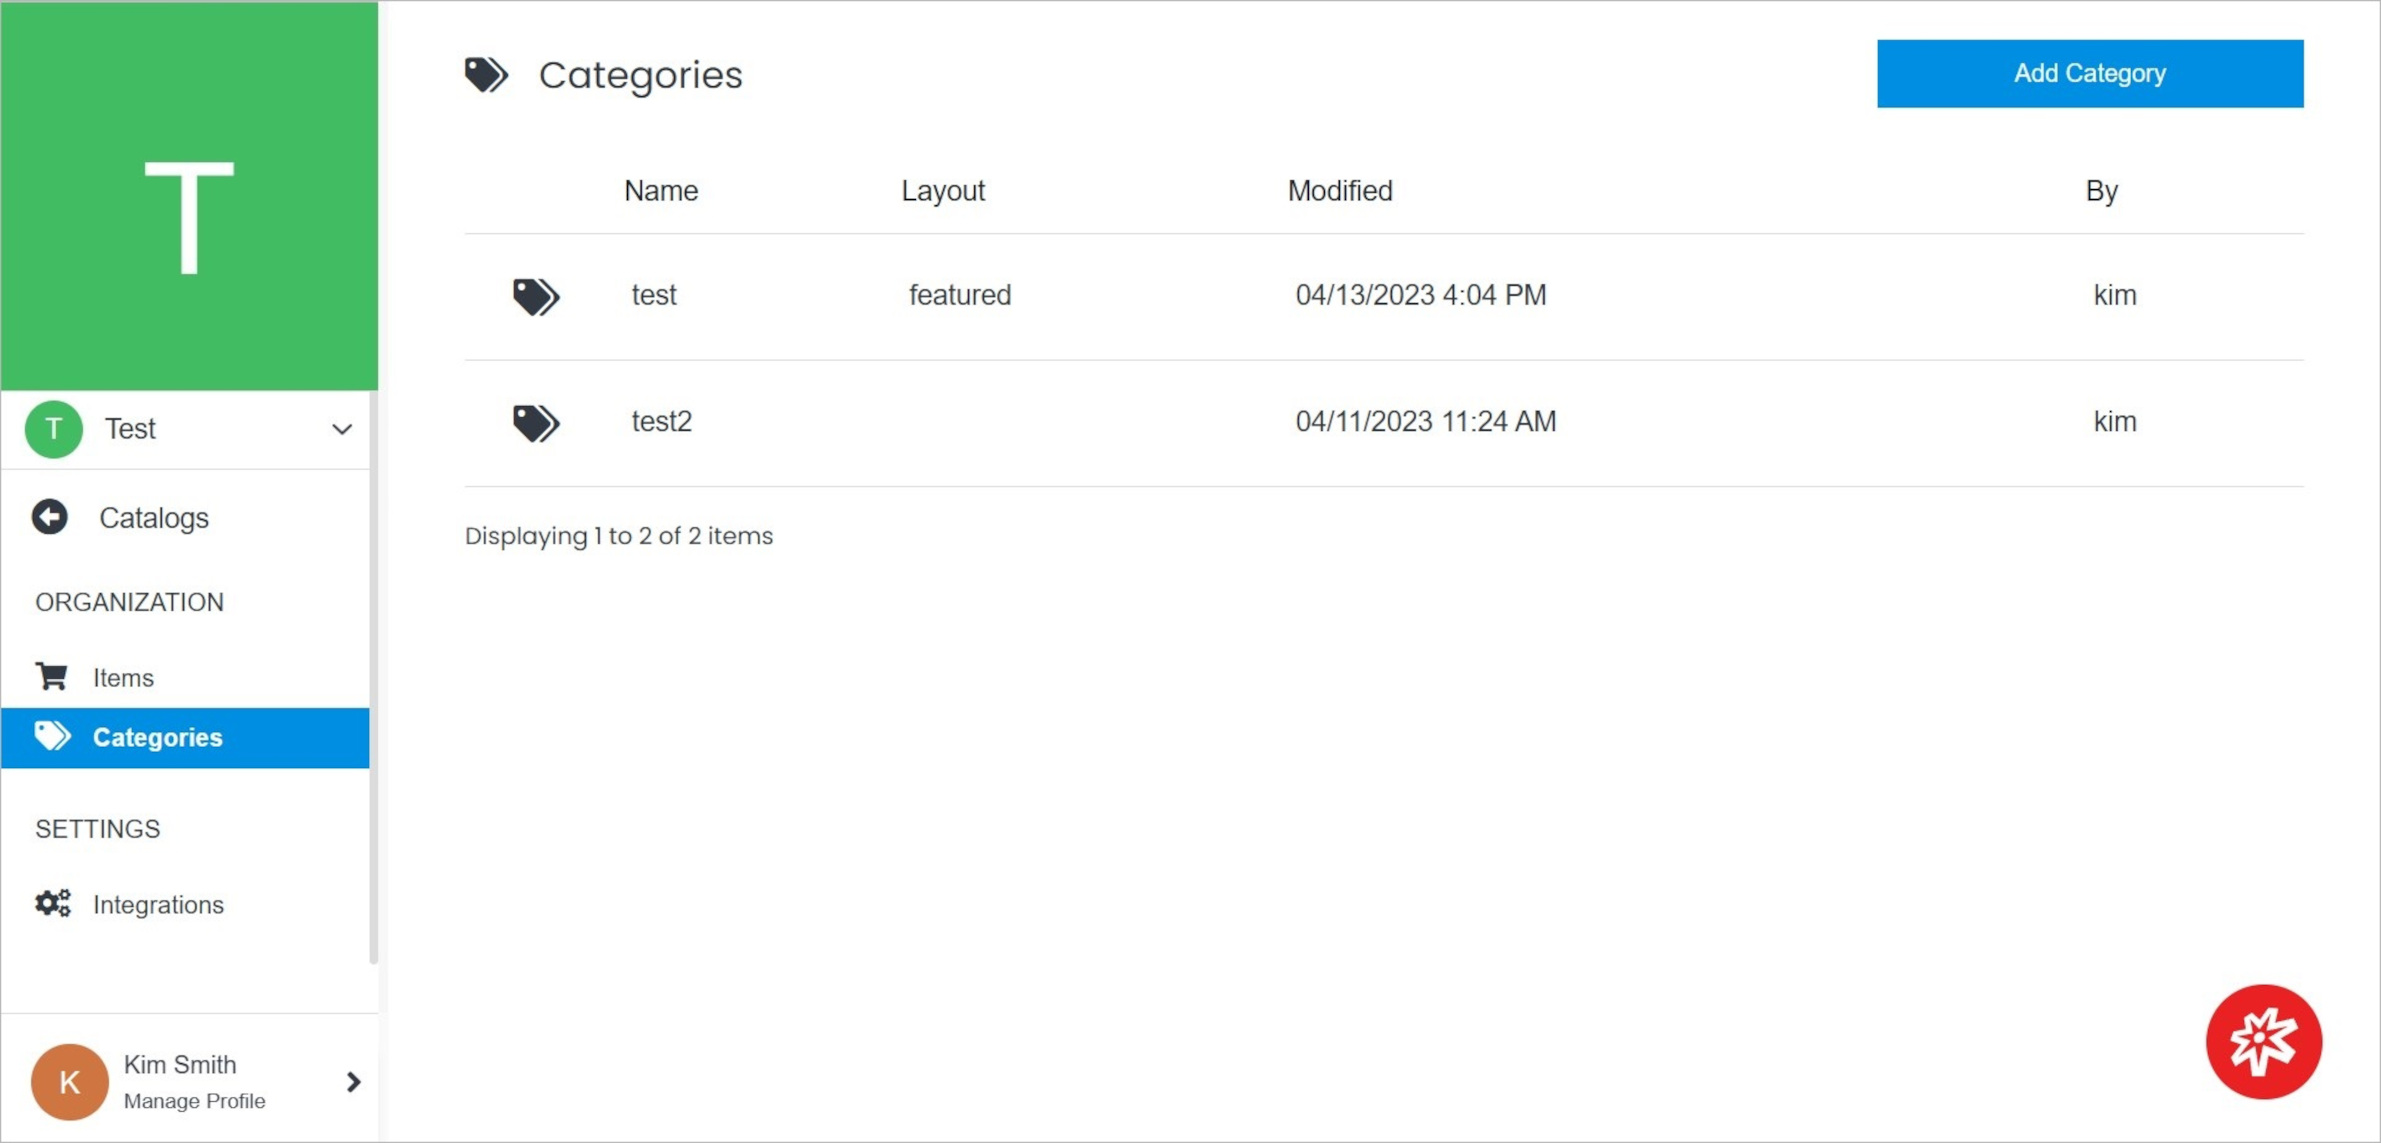 T
T Test
Catalogs
ORGANIZATION
Items
Categories
SETTINGS
Integrations
K Kim Smith
Manage Profile
Categories
Add Category
Name Layout Modified By
test featured 04/13/2023 4:04 PM kim
test2 04/11/2023 11:24 AM kim
Displaying 1 to 2 of 2 items